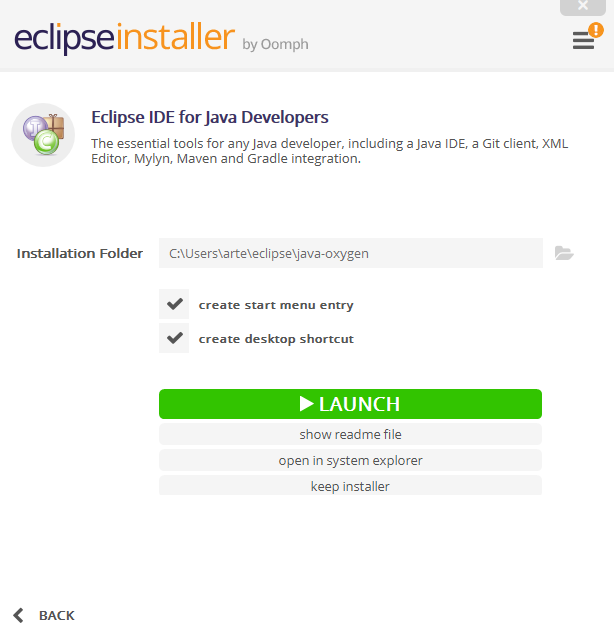 eclipseinstaller by Oomph
Eclipse IDE for Java Developers
The essential tools for any Java developer, including a Java IDE, a Git client, XML
Editor, Mylyn, Maven and Gradle integration.
Installation Folder C:\Users\arte\eclipse\java-oxygen
create start menu entry
create desktop shortcut
LAUNCH
show readme file
open in system explorer
keep installer
BACK